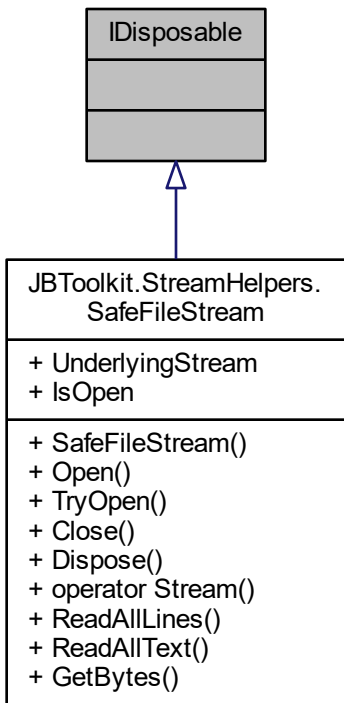 IDisposable
JBToolkit.StreamHelpers.
SafeFileStream
+ UnderlyingStream
+ IsOpen
+ SafeFileStream()
+ Open()
+ TryOpen()
+ Close()
+ Dispose()
+ operator Stream()
+ ReadAllLines()
+ ReadAllText()
+ GetBytes()